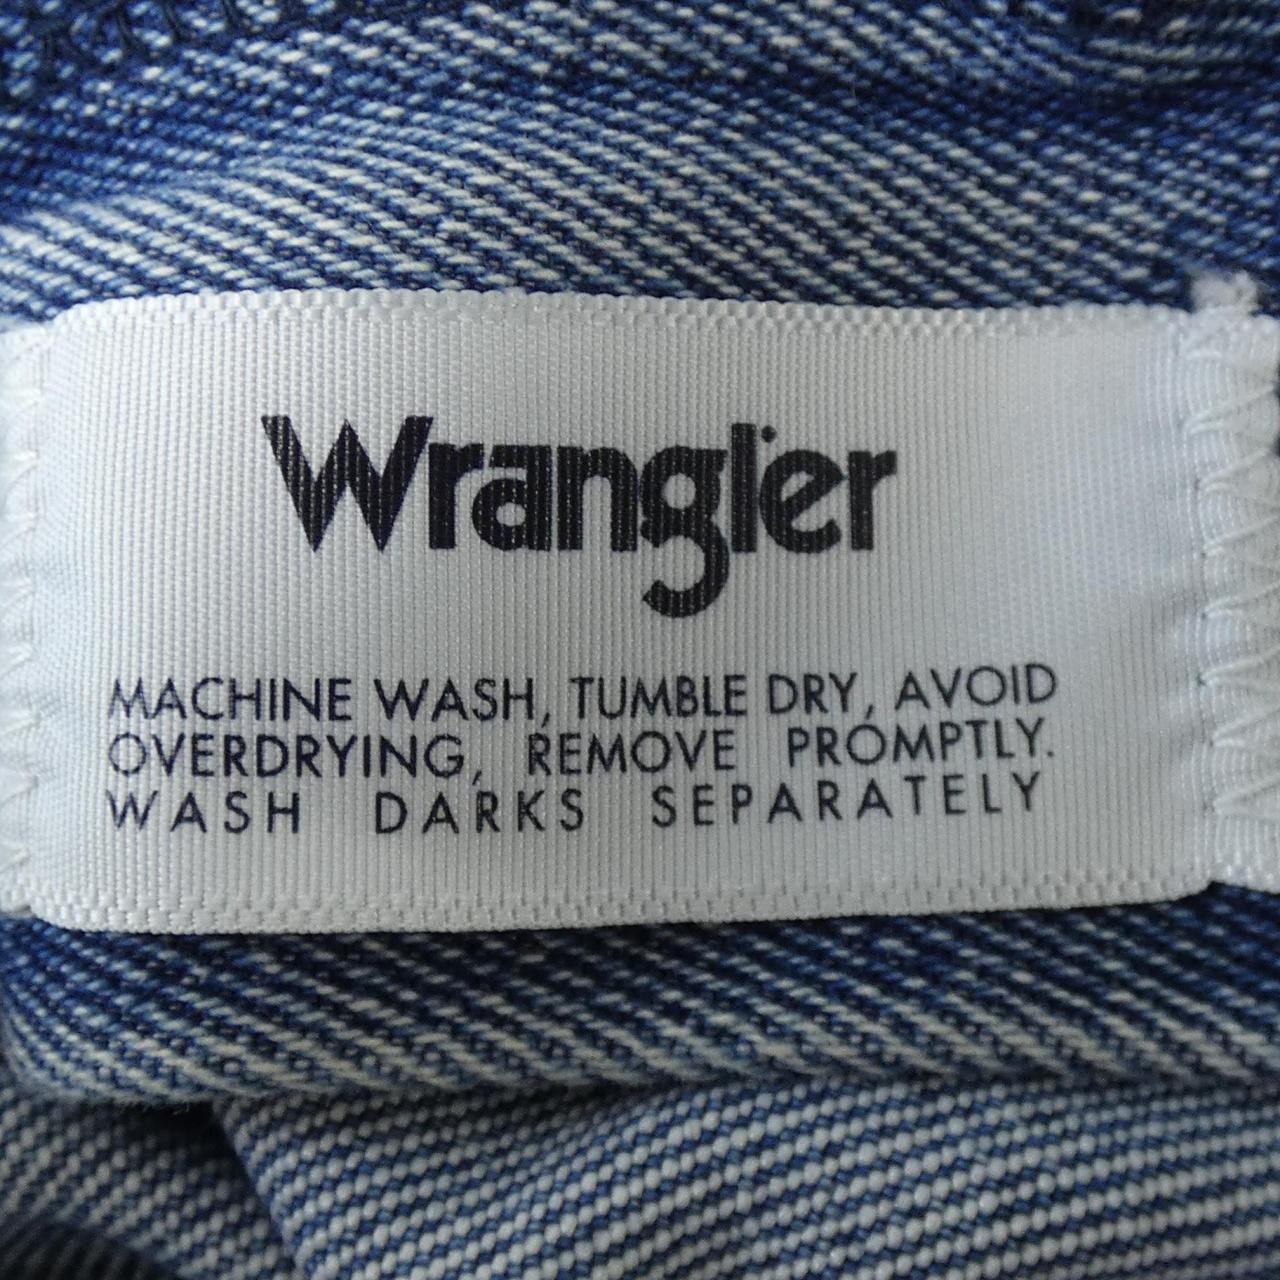 Wrangler
MACHINE WASH, TUMBLE DRY, AVOID
OVERDRYING, REMOVE PROMPTLY.
WASH DARKS SEPARATELY